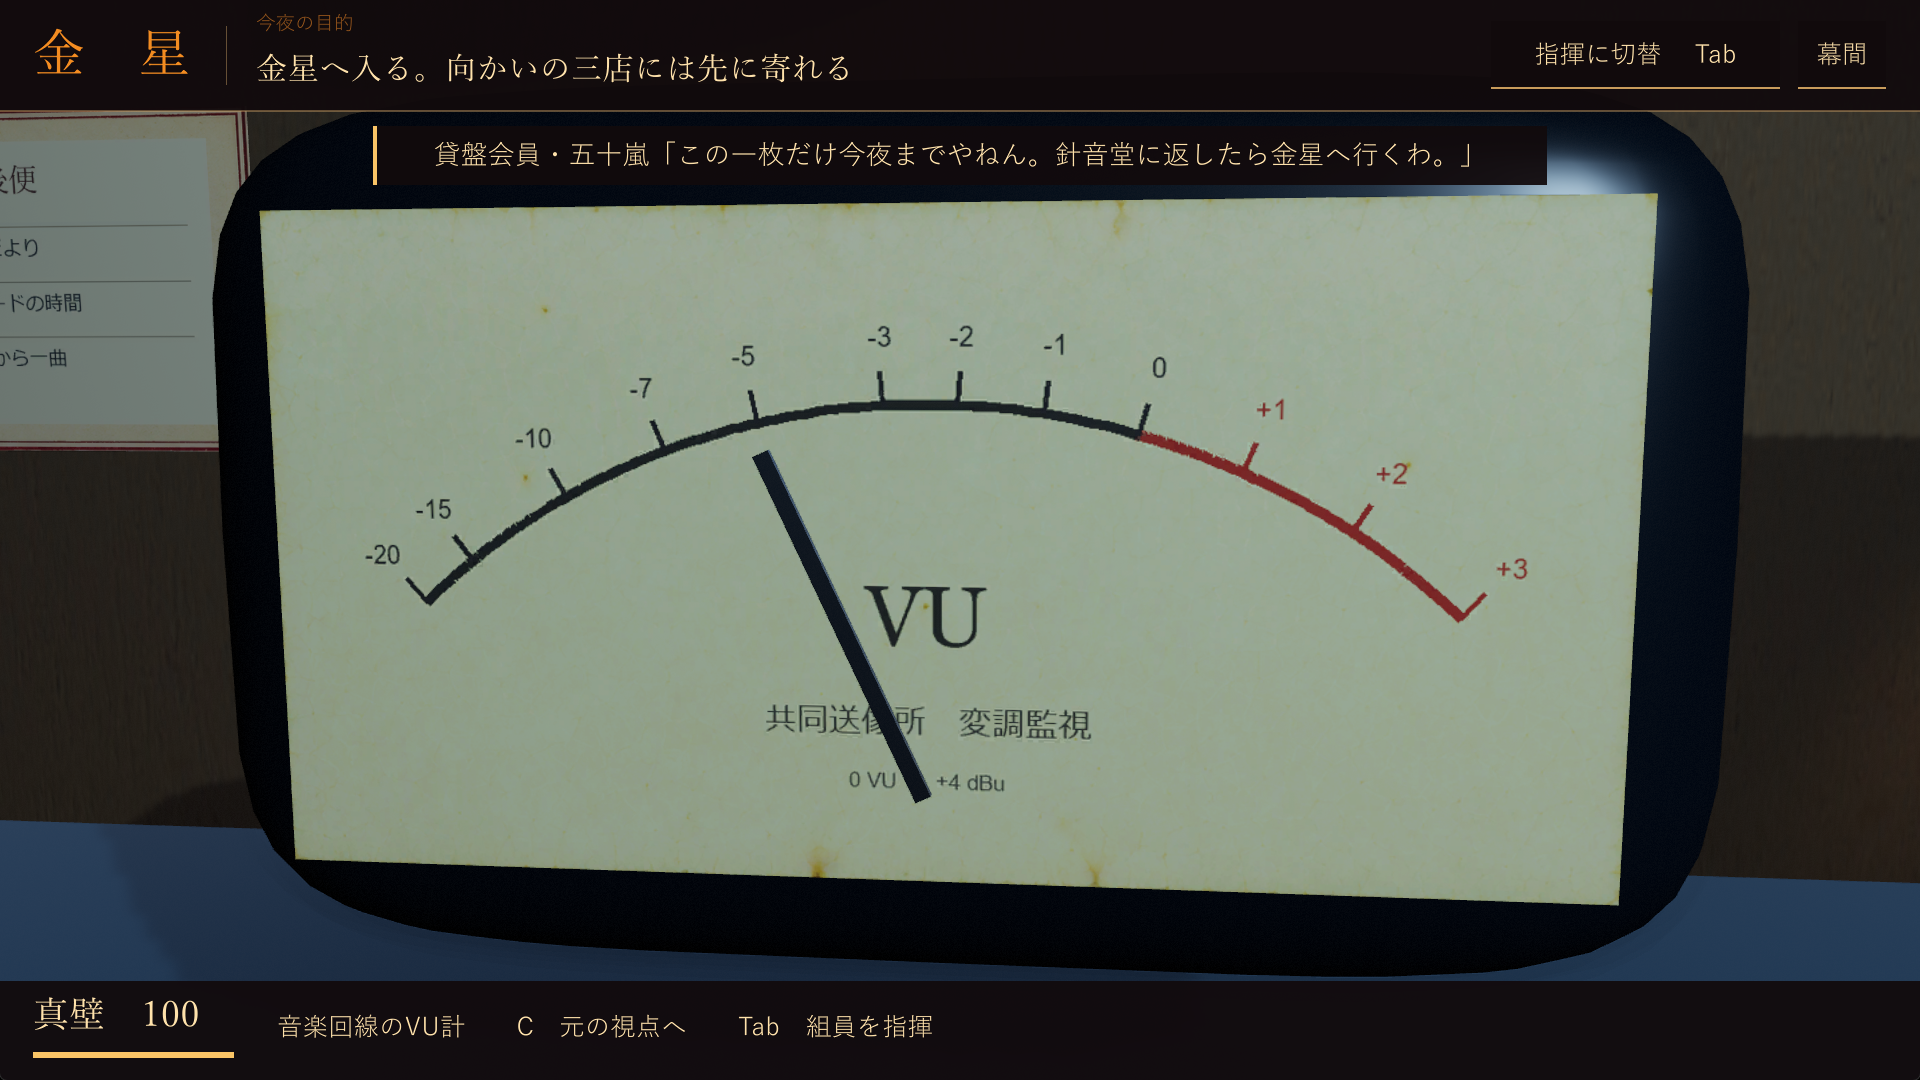 金 星
今夜の目的
金星へ入る。向かいの三店には先に寄れる
指揮に切替 Tab
幕間
貸盤会員・五十嵐「この一枚だけ今夜までやねん。針音堂に返したら金星へ行くわ。」
便
より
ードの時間
から一曲
-20
-15
-10
-7
-5
-3
-2
-1
0
+1
+2
+3
VU
共同送像所 変調監視
0 VU
+4 dBu
真壁 100
音楽回線のVU計 C 元の視点へ Tab 組員を指揮